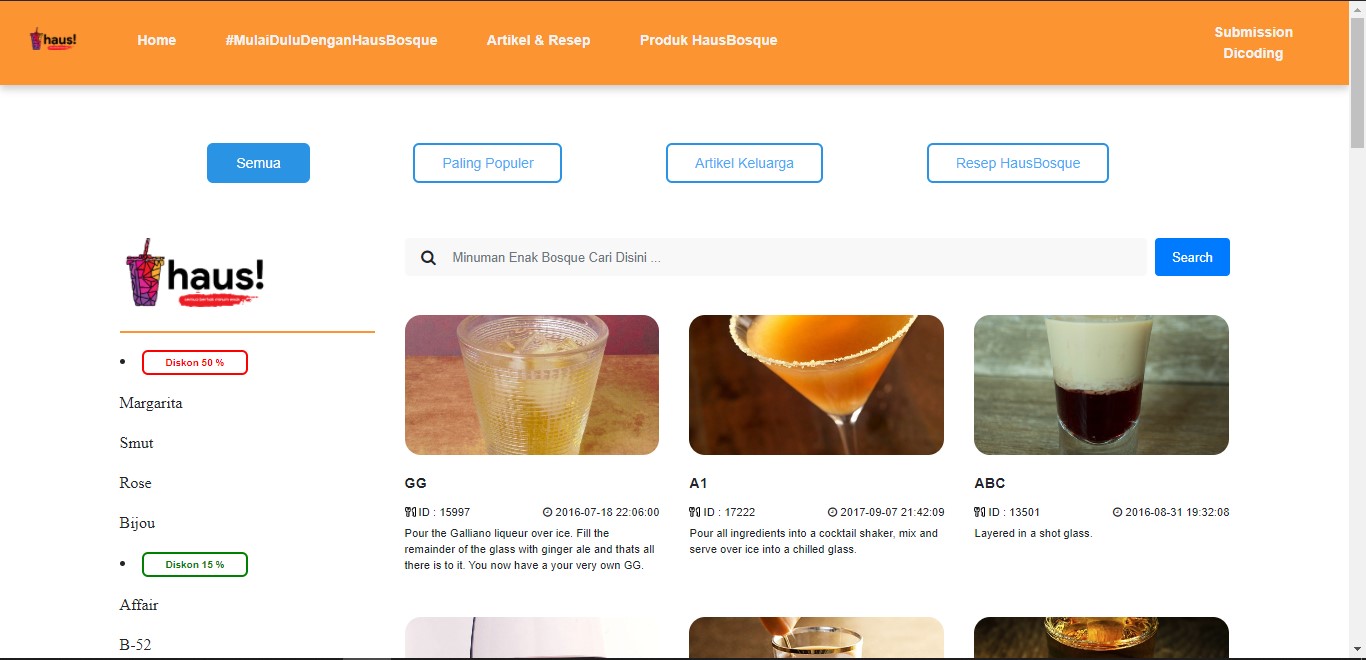 haus!
Home
#MulaiDuluDenganHausBosque
Artikel & Resep
Produk HausBosque
Submission
Dicoding
Semua
Paling Populer
Artikel Keluarga
Resep HausBosque
haus!
Diskon 50 %
Margarita
Smut
Rose
Bijou
Diskon 15 %
Affair
B-52
Minuman Enak Bosque Cari Disini ...
Search
GG
ID : 15997 2016-07-18 22:06:00
Pour the Galliano liqueur over ice. Fill the
remainder of the glass with ginger ale and thats all
there is to it. You now have a your very own GG.
A1
ID : 17222 2017-09-07 21:42:09
Pour all ingredients into a cocktail shaker, mix and
serve over ice into a chilled glass.
ABC
ID : 13501 2016-08-31 19:32:08
Layered in a shot glass.